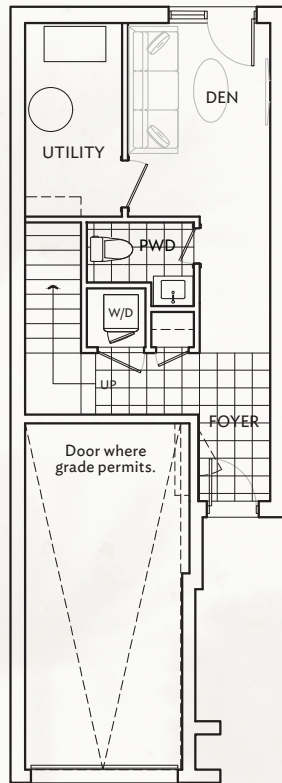 DEN
UTILITY
PWD
W/D
UP
FOYER
Door where
grade permits.